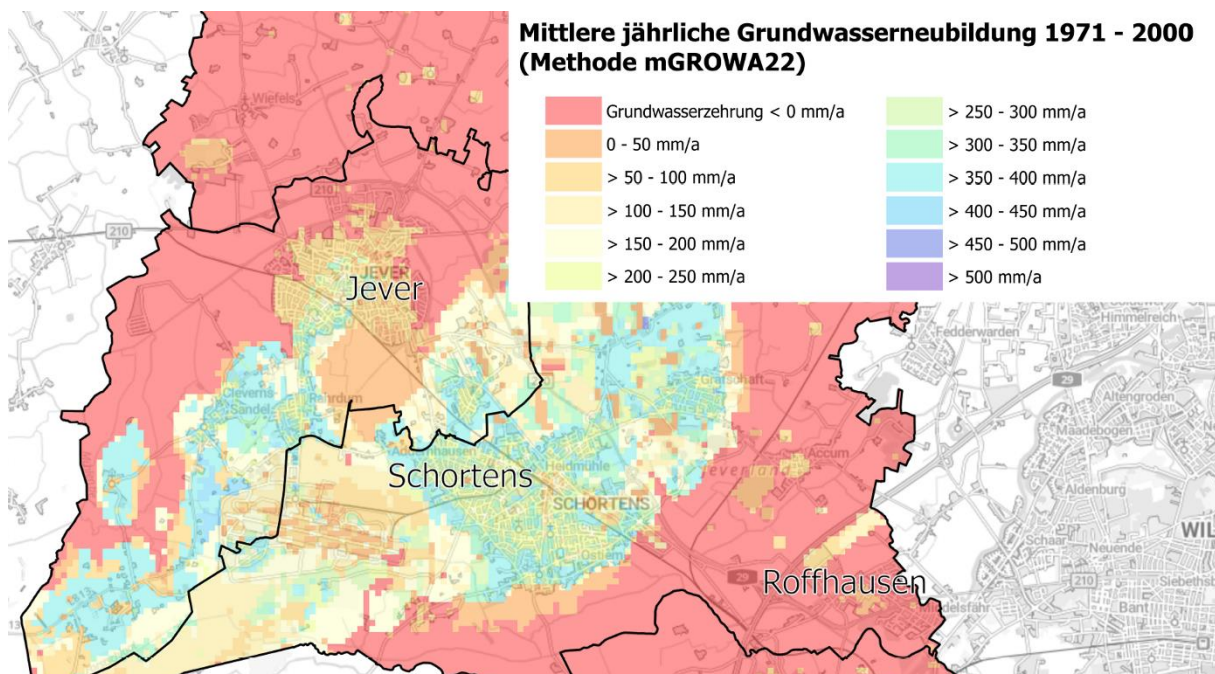 Mittlere jährliche Grundwasserneubildung 1971 - 2000
(Methode mGROWA22)
Grundwasserzehrung < 0 mm/a
0 - 50 mm/a
> 50 - 100 mm/a
> 100 - 150 mm/a
> 150 - 200 mm/a
> 200 - 250 mm/a
> 250 - 300 mm/a
> 300 - 350 mm/a
> 350 - 400 mm/a
> 400 - 450 mm/a
> 450 - 500 mm/a
> 500 mm/a
Wiefels
210
210
JEVER
Jever
Fedderwarden
Himmelreich
29
Altengroden
Maadebogen
Cleverns-
Sandel
Grafschaft
Schortens
Heidmühle
SCHORTENS
Accum
Aldenburg
WIL
Schaar
Neuende
29
Roffhausen
210
Siebethsb
Bant